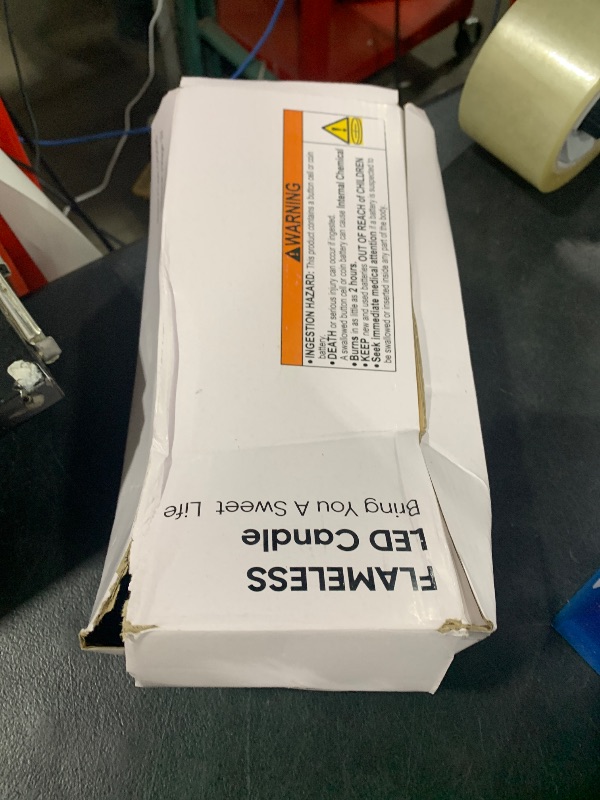 FLAMELESS
LED Candle
Bring You A Sweet Life
WARNING
• INGESTION HAZARD: This product contains a button cell or coin
battery.
• DEATH or serious injury can occur if ingested.
A swallowed button cell or coin battery can cause Internal Chemical
• Burns in as little as 2 hours.
• KEEP new and used batteries OUT OF REACH of CHILDREN
• Seek immediate medical attention if a battery is suspected to
be swallowed or inserted inside any part of the body.